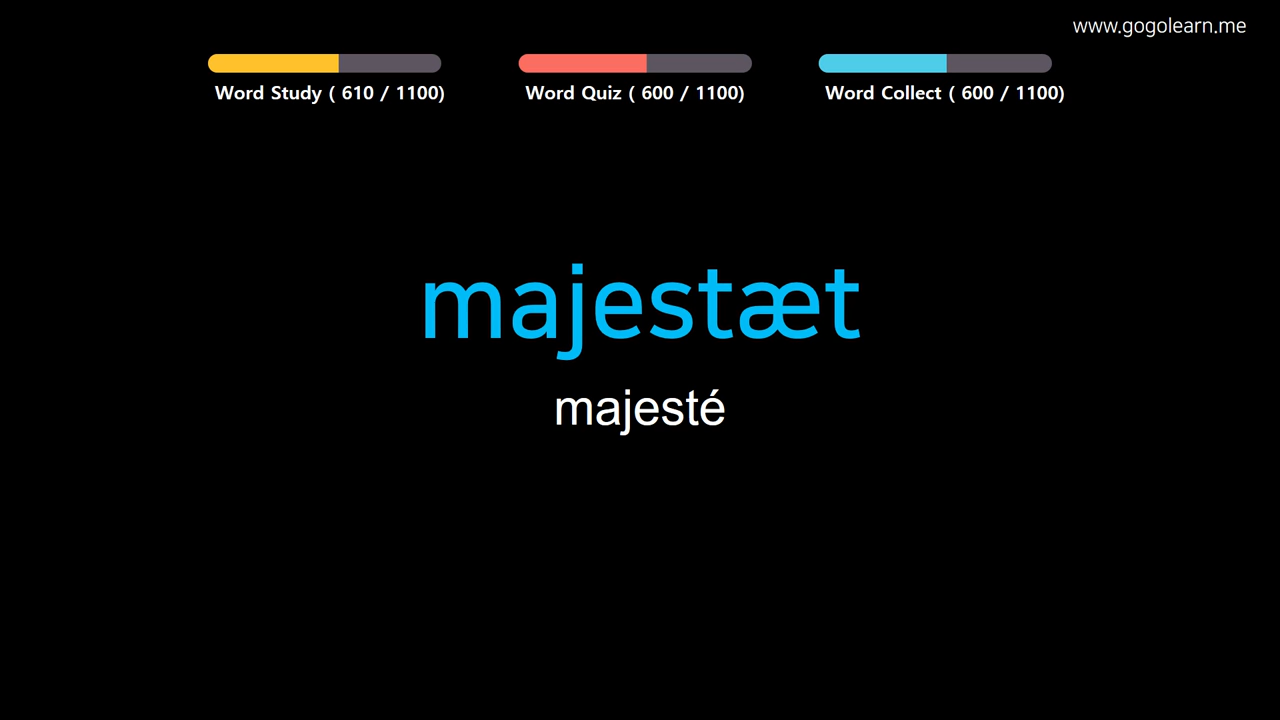 www.gogolearn.me
Word Study ( 610 / 1100)
Word Quiz ( 600 / 1100)
Word Collect ( 600 / 1100)
majestæt
majesté